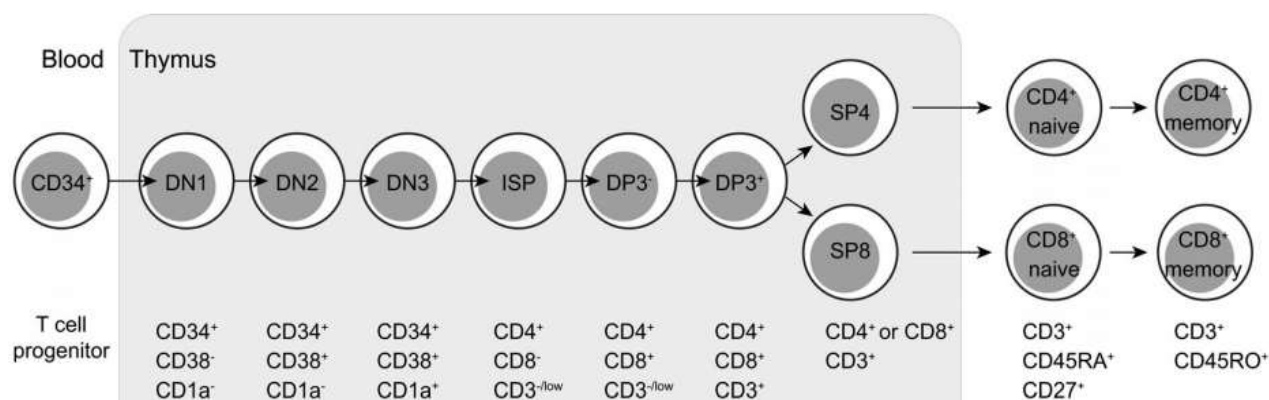 Blood Thymus
CD34⁺
DN1
DN2
DN3
ISP
DP3⁻
DP3⁺
SP4
SP8
CD4⁺
naive
CD4⁺
memory
CD8⁺
naive
CD8⁺
memory
T cell
progenitor
CD34⁺
CD38⁻
CD1a⁻
CD34⁺
CD38⁺
CD1a⁻
CD34⁺
CD38⁺
CD1a⁺
CD4⁺
CD8⁻
CD3⁻/ˡᵒʷ
CD4⁺
CD8⁺
CD3⁻/ˡᵒʷ
CD4⁺
CD8⁺
CD3⁺
CD4⁺ or CD8⁺
CD3⁺
CD3⁺
CD45RA⁺
CD27⁺
CD3⁺
CD45RO⁺